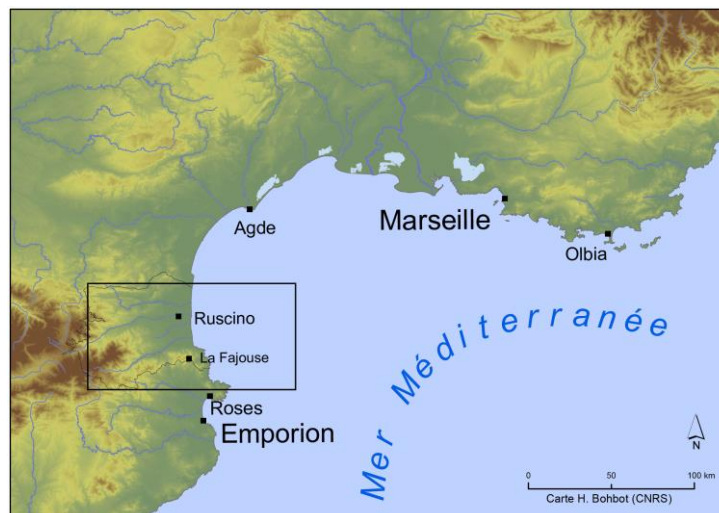 Agde
Marseille
Olbia
Ruscino
La Fajouse
Roses
Emporion
Mer Méditerranée
N
0 50 100 km
Carte H. Bohbot (CNRS)